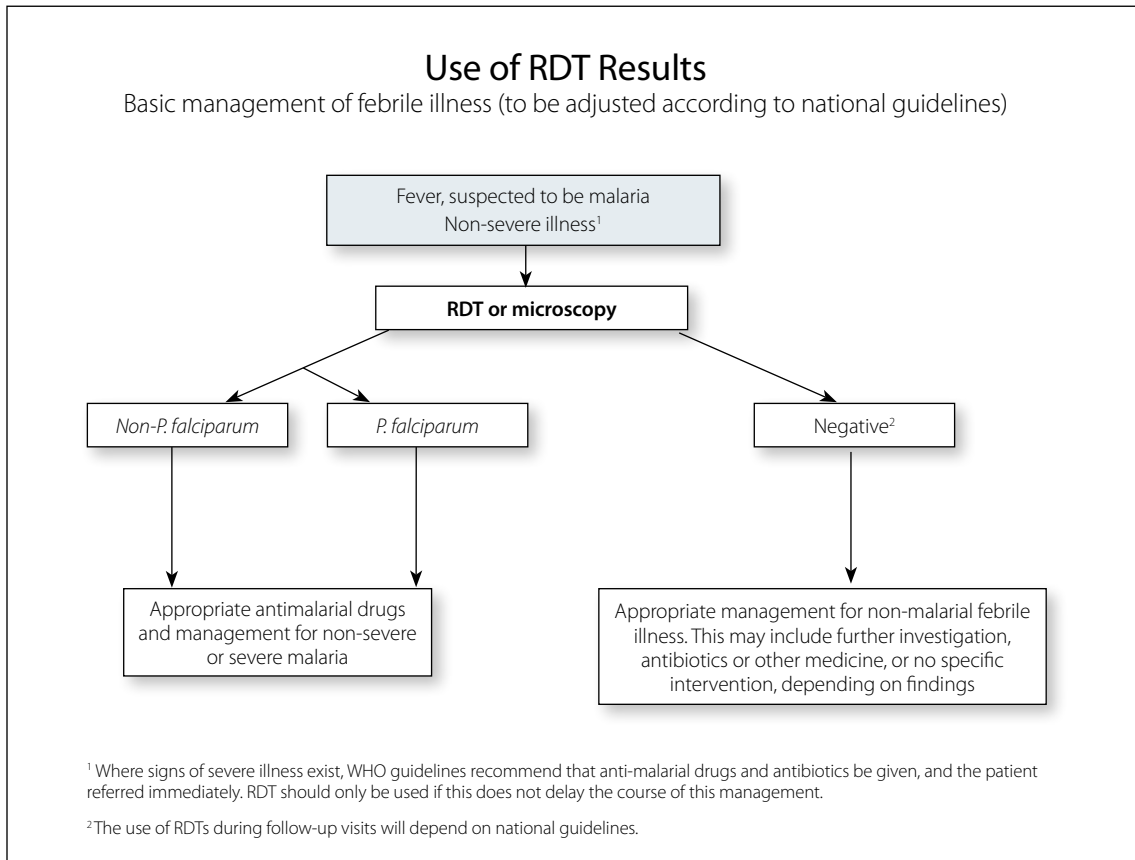 Use of RDT Results
Basic management of febrile illness (to be adjusted according to national guidelines)
Fever, suspected to be malaria
Non-severe illness¹
RDT or microscopy
Non-P. falciparum
P. falciparum
Negative²
Appropriate antimalarial drugs
and management for non-severe
or severe malaria
Appropriate management for non-malarial febrile
illness. This may include further investigation,
antibiotics or other medicine, or no specific
intervention, depending on findings
¹ Where signs of severe illness exist, WHO guidelines recommend that anti-malarial drugs and antibiotics be given, and the patient
referred immediately. RDT should only be used if this does not delay the course of this management.
² The use of RDTs during follow-up visits will depend on national guidelines.